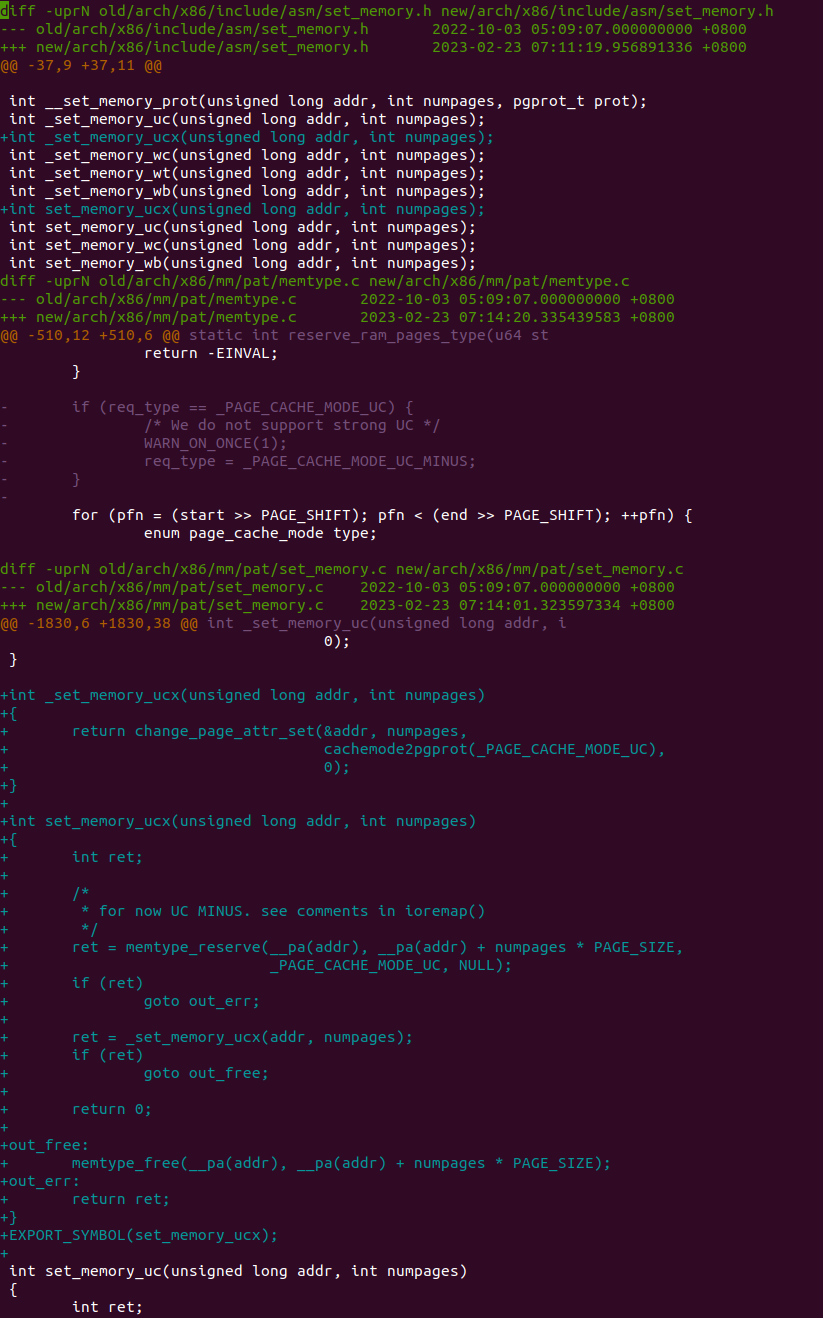 diff -uprN old/arch/x86/include/asm/set_memory.h new/arch/x86/include/asm/set_memory.h
--- old/arch/x86/include/asm/set_memory.h       2022-10-03 05:09:07.000000000 +0800
+++ new/arch/x86/include/asm/set_memory.h       2023-02-23 07:11:19.956891336 +0800
@@ -37,9 +37,11 @@
 int __set_memory_prot(unsigned long addr, int numpages, pgprot_t prot);
 int _set_memory_uc(unsigned long addr, int numpages);
+int _set_memory_ucx(unsigned long addr, int numpages);
 int _set_memory_wc(unsigned long addr, int numpages);
 int _set_memory_wt(unsigned long addr, int numpages);
 int _set_memory_wb(unsigned long addr, int numpages);
+int set_memory_ucx(unsigned long addr, int numpages);
 int set_memory_uc(unsigned long addr, int numpages);
 int set_memory_wc(unsigned long addr, int numpages);
 int set_memory_wb(unsigned long addr, int numpages);
diff -uprN old/arch/x86/mm/pat/memtype.c new/arch/x86/mm/pat/memtype.c
--- old/arch/x86/mm/pat/memtype.c       2022-10-03 05:09:07.000000000 +0800
+++ new/arch/x86/mm/pat/memtype.c       2023-02-23 07:14:20.335439583 +0800
@@ -510,12 +510,6 @@ static int reserve_ram_pages_type(u64 st
                return -EINVAL;
        }
-       if (req_type == _PAGE_CACHE_MODE_UC) {
-               /* We do not support strong UC */
-               WARN_ON_ONCE(1);
-               req_type = _PAGE_CACHE_MODE_UC_MINUS;
-       }
-
        for (pfn = (start >> PAGE_SHIFT); pfn < (end >> PAGE_SHIFT); ++pfn) {
                enum page_cache_mode type;
diff -uprN old/arch/x86/mm/pat/set_memory.c new/arch/x86/mm/pat/set_memory.c
--- old/arch/x86/mm/pat/set_memory.c    2022-10-03 05:09:07.000000000 +0800
+++ new/arch/x86/mm/pat/set_memory.c    2023-02-23 07:14:01.323597334 +0800
@@ -1830,6 +1830,38 @@ int _set_memory_uc(unsigned long addr, i
                                    0);
 }
+int _set_memory_ucx(unsigned long addr, int numpages)
+{
+       return change_page_attr_set(&addr, numpages,
+                                   cachemode2pgprot(_PAGE_CACHE_MODE_UC),
+                                   0);
+}
+
+int set_memory_ucx(unsigned long addr, int numpages)
+{
+       int ret;
+
+       /*
+        * for now UC MINUS. see comments in ioremap()
+        */
+       ret = memtype_reserve(__pa(addr), __pa(addr) + numpages * PAGE_SIZE,
+                             _PAGE_CACHE_MODE_UC, NULL);
+       if (ret)
+               goto out_err;
+
+       ret = _set_memory_ucx(addr, numpages);
+       if (ret)
+               goto out_free;
+
+       return 0;
+
+out_free:
+       memtype_free(__pa(addr), __pa(addr) + numpages * PAGE_SIZE);
+out_err:
+       return ret;
+}
+EXPORT_SYMBOL(set_memory_ucx);
+
 int set_memory_uc(unsigned long addr, int numpages)
 {
        int ret;